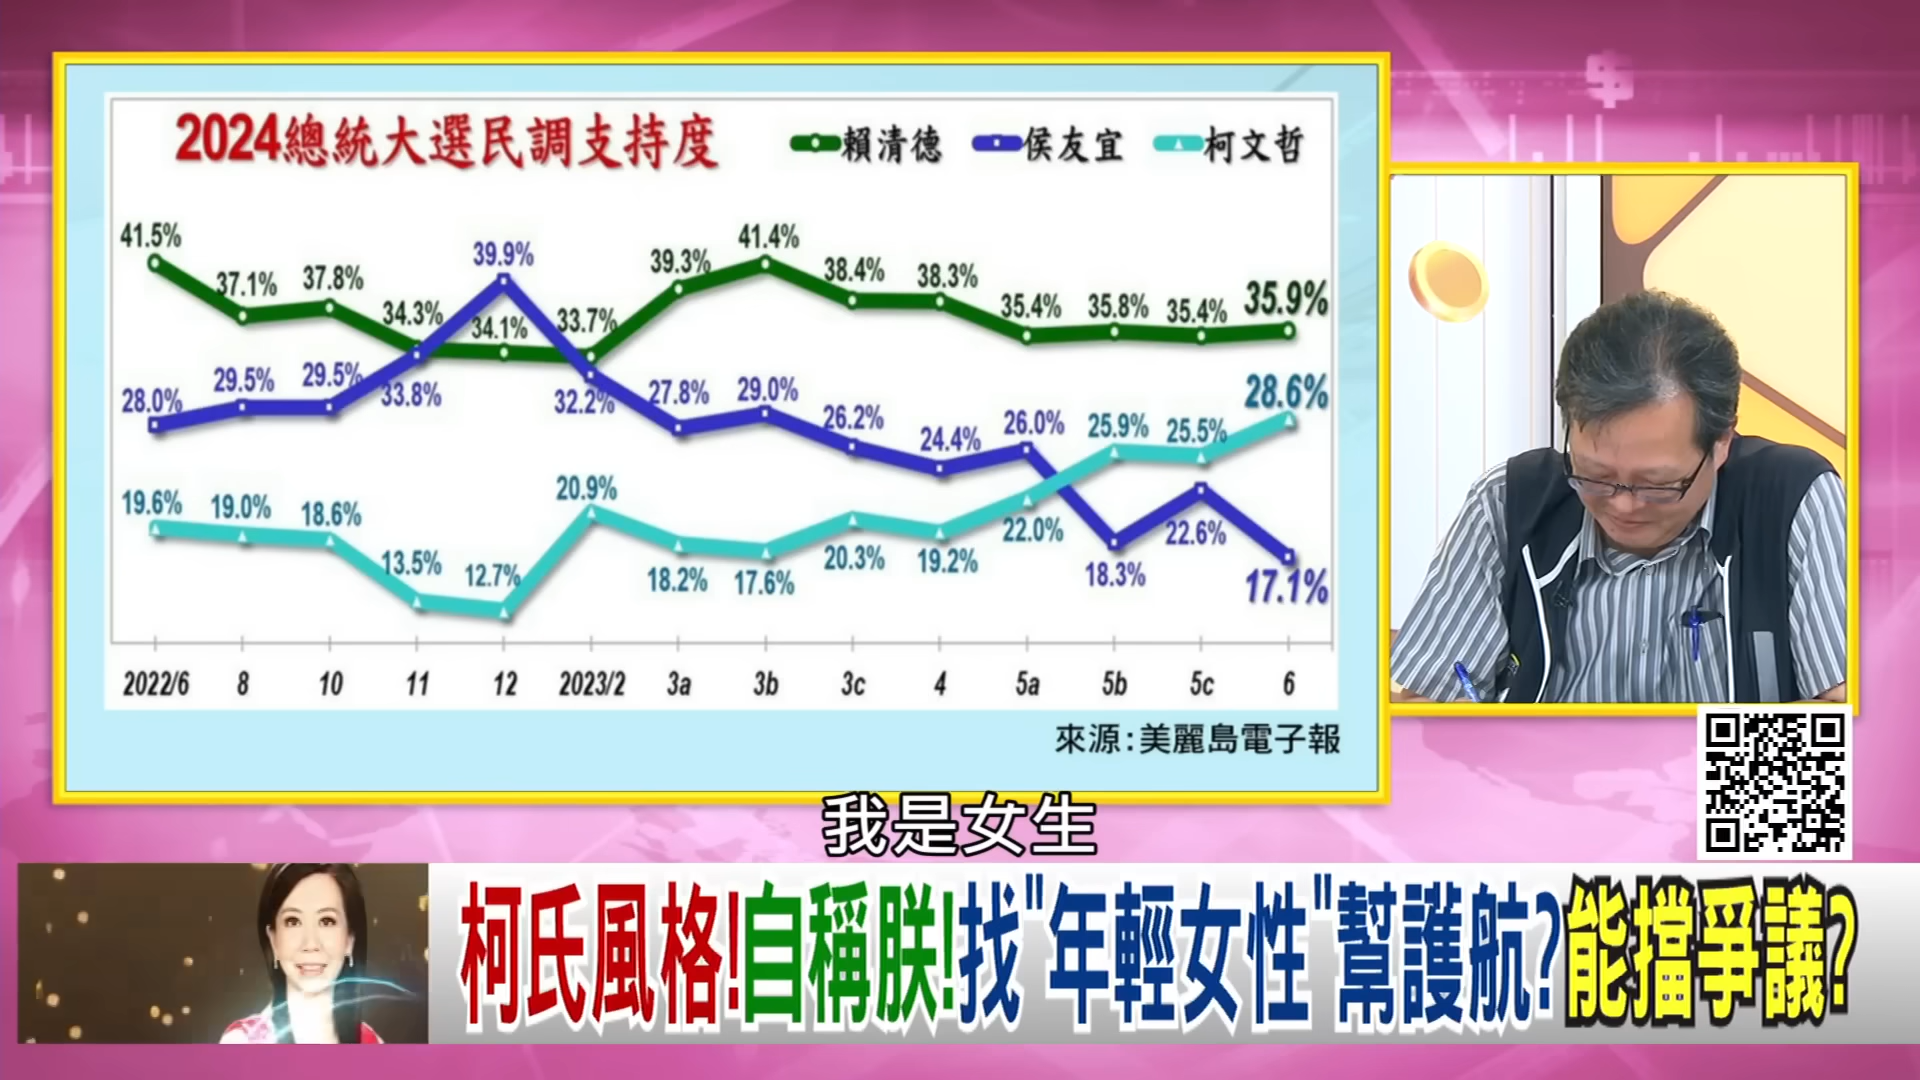 2024總統大選民調支持度
賴清德 侯友宜 柯文哲
41.5% 37.1% 37.8% 34.3% 34.1% 33.7% 39.3% 41.4% 38.4% 38.3% 35.4% 35.8% 35.4% 35.9%
28.0% 29.5% 29.5% 33.8% 39.9% 32.2% 27.8% 29.0% 26.2% 24.4% 26.0% 18.3% 22.6% 17.1%
19.6% 19.0% 18.6% 13.5% 12.7% 20.9% 18.2% 17.6% 20.3% 19.2% 22.0% 25.9% 25.5% 28.6%
2022/6 8 10 11 12 2023/2 3a 3b 3c 4 5a 5b 5c 6
來源:美麗島電子報
我是女生
柯氏風格!自稱朕!找"年輕女性"幫護航?能擋爭議?